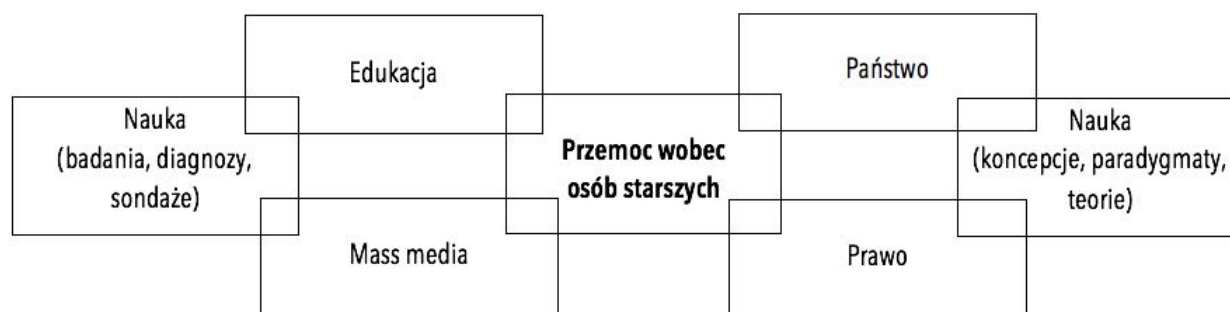 Edukacja
Państwo
Nauka
(badania, diagnozy,
sondaże)
Przemoc wobec
osób starszych
Nauka
(koncepcje, paradygmaty,
teorie)
Mass media
Prawo